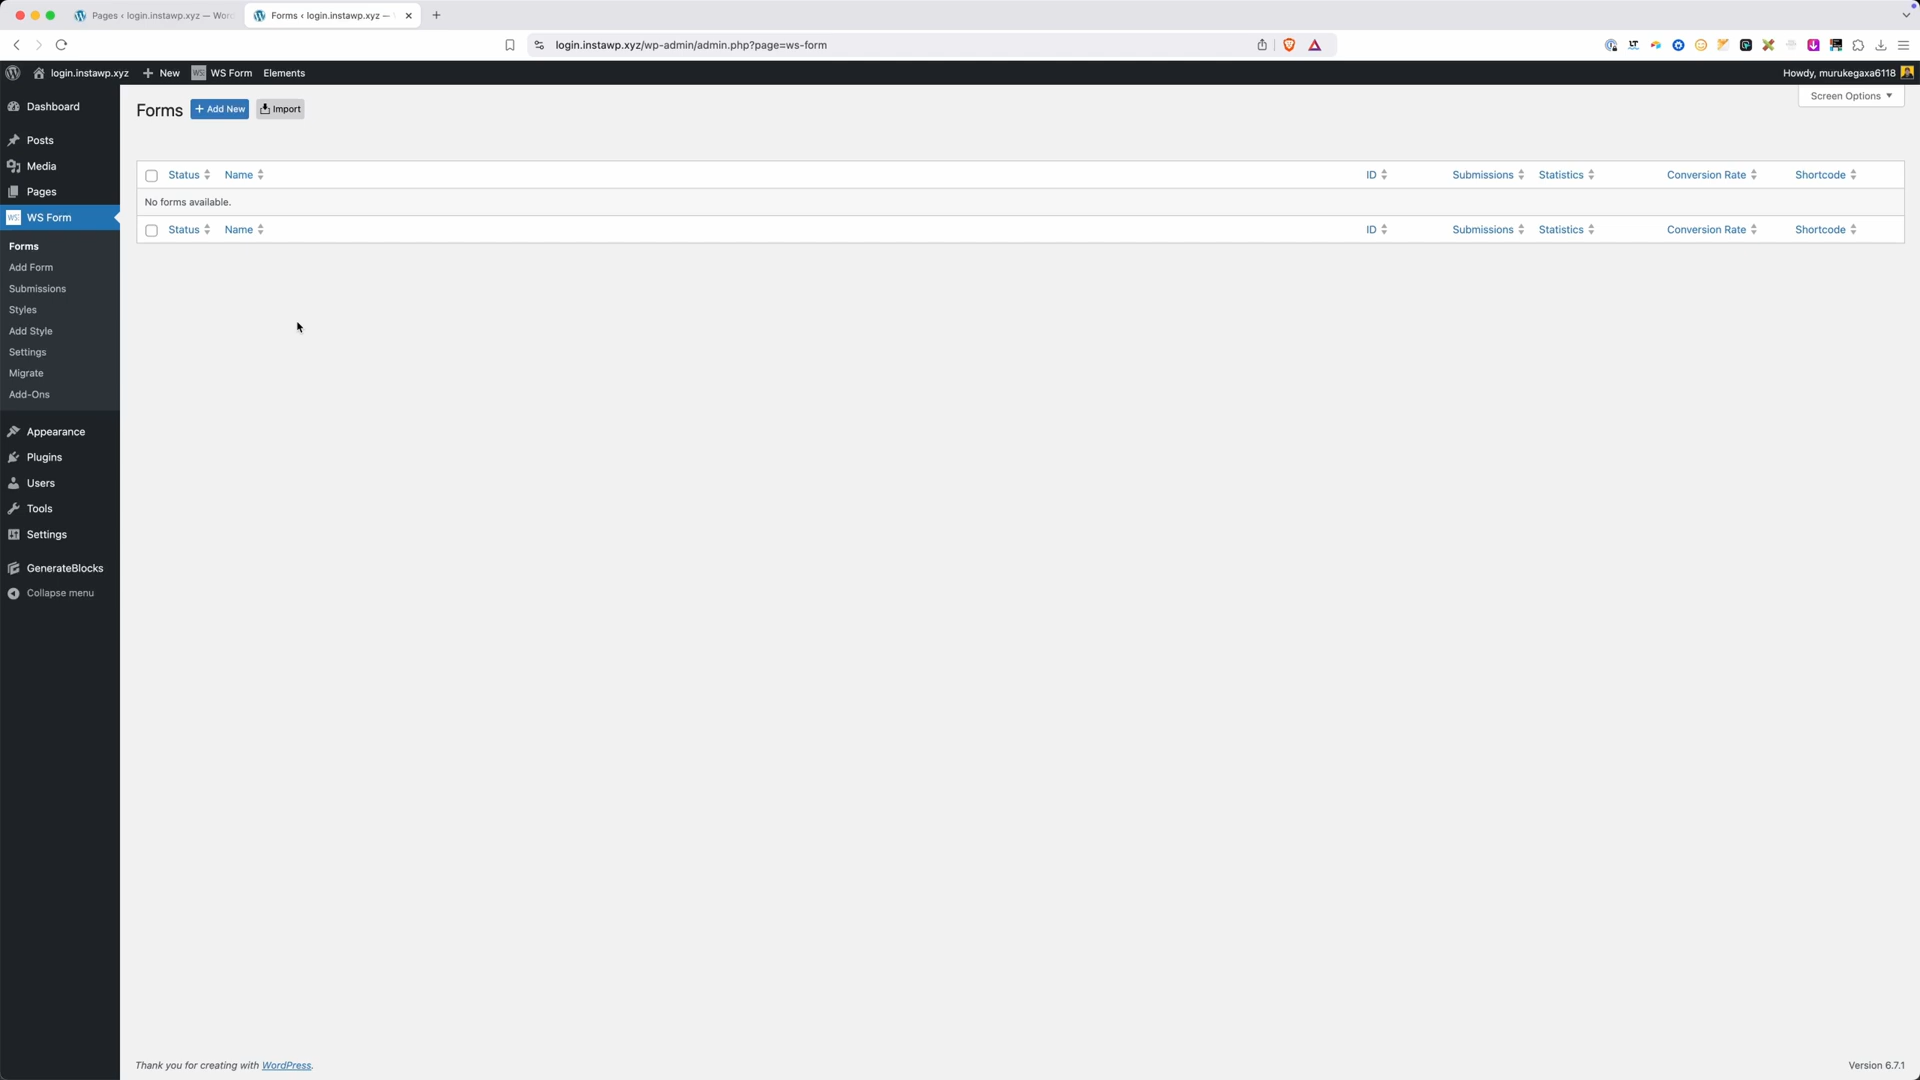 Pages ‹ login.instawp.xyz — Wor
Forms ‹ login.instawp.xyz —
login.instawp.xyz/wp-admin/admin.php?page=ws-form
login.instawp.xyz
New
WS Form
Elements
Howdy, murukegaxa6118
Dashboard
Posts
Media
Pages
WS Form
Forms
Add Form
Submissions
Styles
Add Style
Settings
Migrate
Add-Ons
Appearance
Plugins
Users
Tools
Settings
GenerateBlocks
Collapse menu
Forms
Add New
Import
Screen Options
Status Name ID Submissions Statistics Conversion Rate Shortcode
No forms available.
Status Name ID Submissions Statistics Conversion Rate Shortcode
Thank you for creating with WordPress.
Version 6.7.1